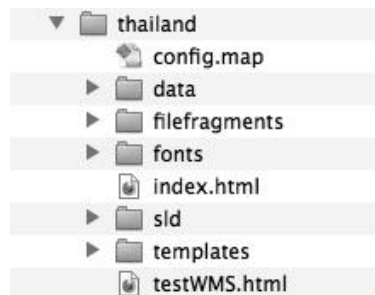 thailand
config.map
data
filefragments
fonts
index.html
sld
templates
testWMS.html